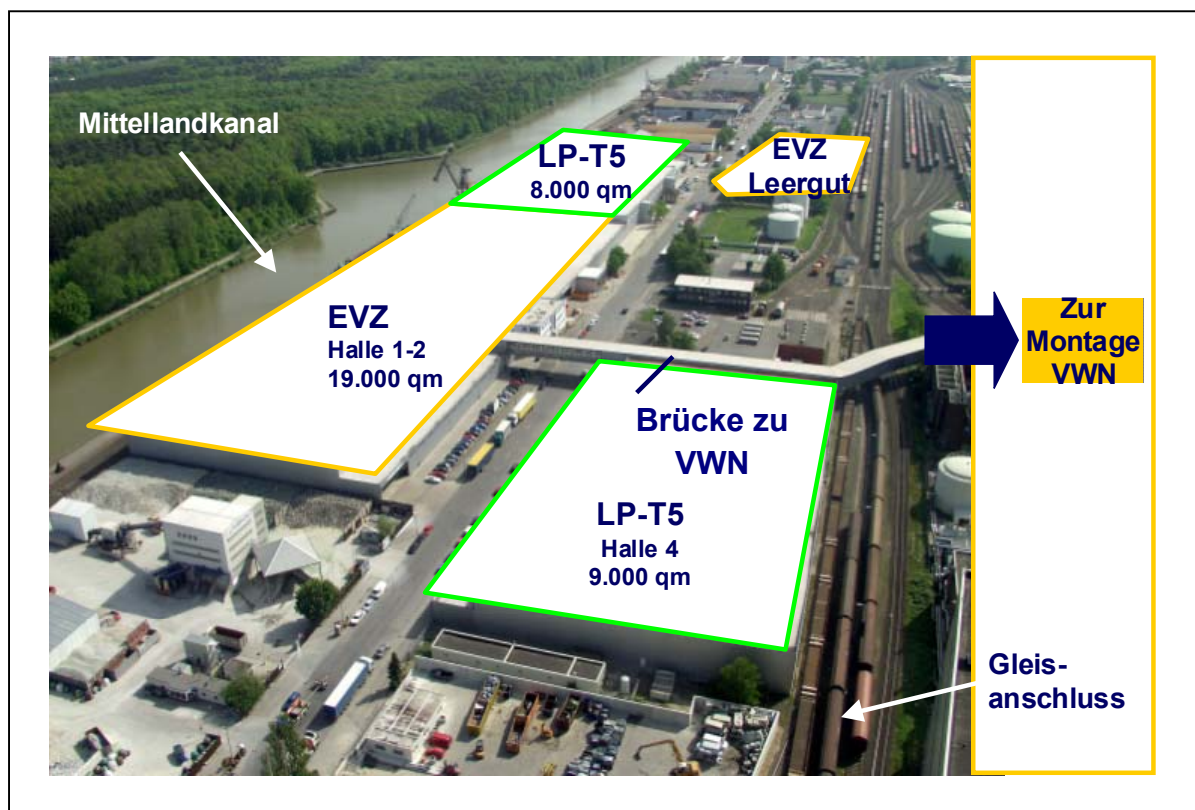 Mittellandkanal
LP-T5
8.000 qm
EVZ
Leergut
EVZ
Halle 1-2
19.000 qm
Zur
Montage
VWN
Brücke zu
VWN
LP-T5
Halle 4
9.000 qm
Gleis-
anschluss